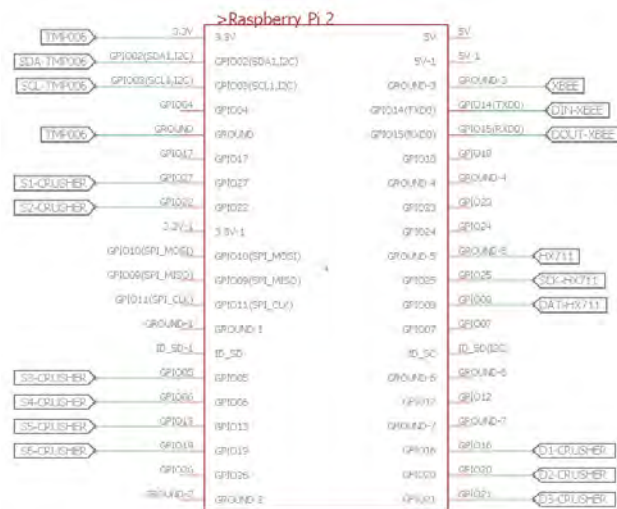 >Raspberry Pi 2
TMP006 3.3V 3.3V 5V 5V
SDA-TMP006 GPIO02(SDA1,I2C) GPIO02(SDA1,I2C) 5V-1 5V-1
SCL-TMP006 GPIO03(SCL1,I2C) GPIO03(SCL1,I2C) GROUND-3 GROUND-3 XBEE
GPIO04 GPIO04 GPIO14(TXD0) GPIO14(TXD0) DIN-XBEE
TMP006 GROUND GROUND GPIO15(RXD0) GPIO15(RXD0) DOUT-XBEE
GPIO17 GPIO17 GPIO18 GPIO18
S1-CRUSHER GPIO27 GPIO27 GROUND-4 GROUND-4
S2-CRUSHER GPIO22 GPIO22 GPIO23 GPIO23
3.3V-1 3.3V-1 GPIO24 GPIO24
GPIO10(SPI_MOSI) GPIO10(SPI_MOSI) GROUND-5 GROUND-5 HX711
GPIO09(SPI_MISO) GPIO09(SPI_MISO) GPIO25 GPIO25 SCK-HX711
GPIO11(SPI_CLK) GPIO11(SPI_CLK) GPIO08 GPIO08 DAT-HX711
GROUND-1 GROUND-1 GPIO07 GPIO07
ID_SD-1 ID_SD ID_SC ID_SD(I2C)
S3-CRUSHER GPIO05 GPIO05 GROUND-6 GROUND-6
S4-CRUSHER GPIO06 GPIO06 GPIO12 GPIO12
S5-CRUSHER GPIO13 GPIO13 GROUND-7 GROUND-7
S6-CRUSHER GPIO19 GPIO19 GPIO16 GPIO16 D1-CRUSHER
GPIO26 GPIO26 GPIO20 GPIO20 D2-CRUSHER
GROUND-2 GROUND-2 GPIO21 GPIO21 D3-CRUSHER